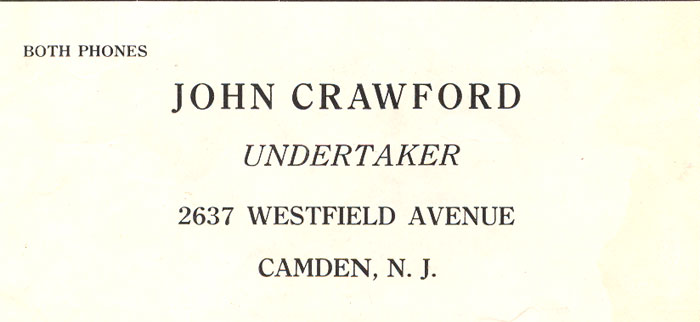 BOTH PHONES
JOHN CRAWFORD
UNDERTAKER
2637 WESTFIELD AVENUE
CAMDEN, N. J.